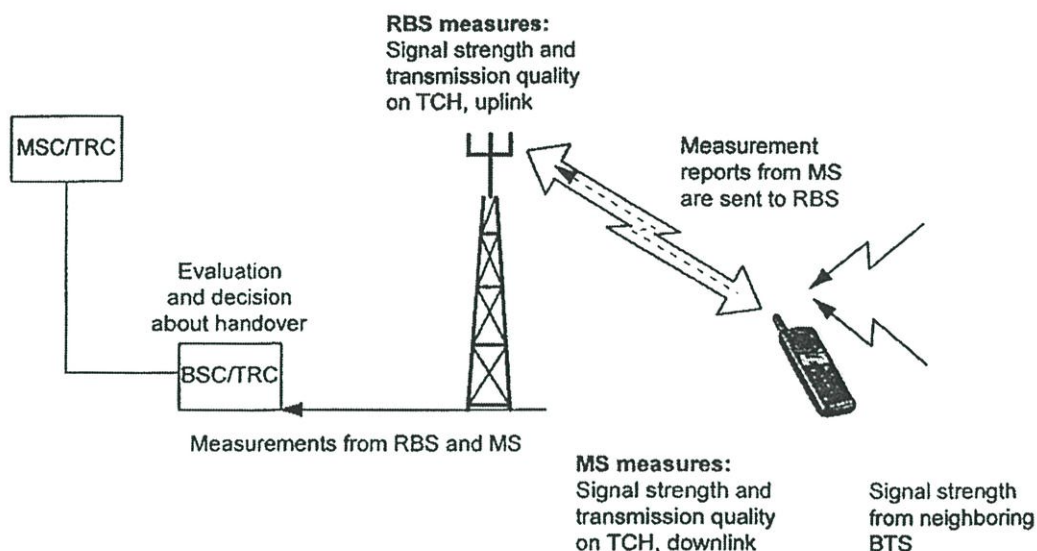 RBS measures:
Signal strength and
transmission quality
on TCH, uplink
MSC/TRC
Measurement
reports from MS
are sent to RBS
Evaluation
and decision
about handover
BSC/TRC
Measurements from RBS and MS
MS measures:
Signal strength and
transmission quality
on TCH, downlink
Signal strength
from neighboring
BTS